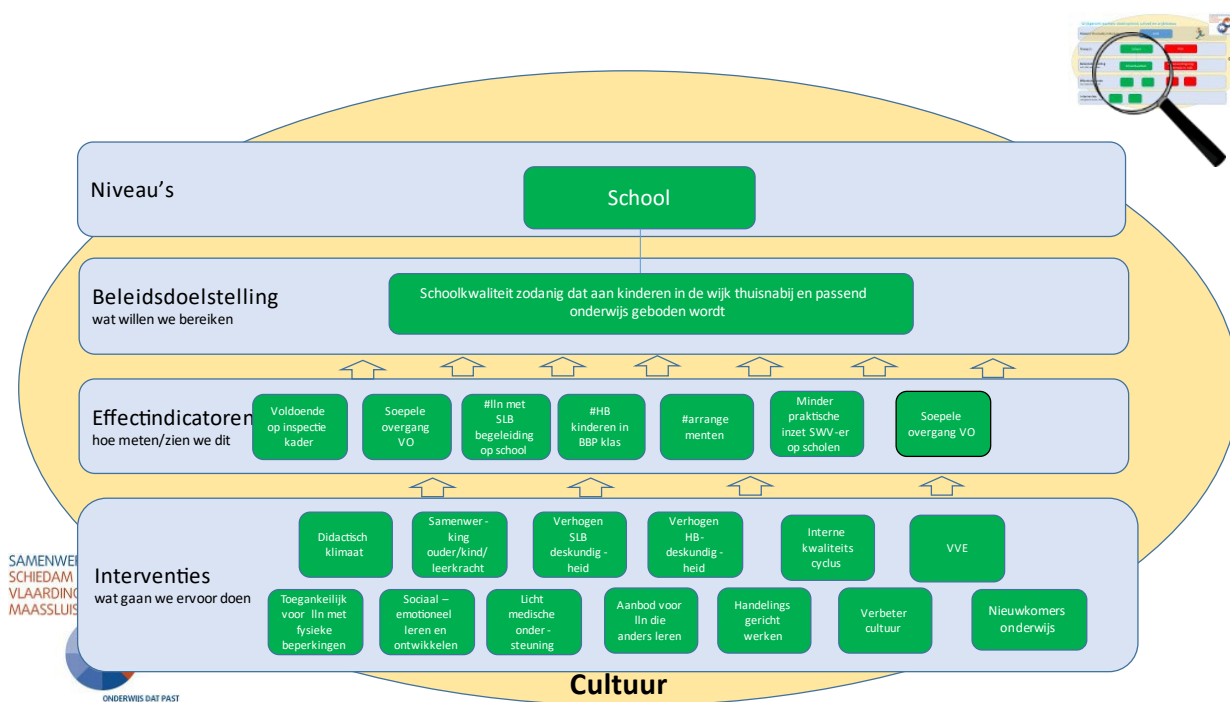 Niveau's
School
Beleidsdoelstelling
wat willen we bereiken
Schoolkwaliteit zodanig dat aan kinderen in de wijk thuisnabij en passend
onderwijs geboden wordt
Effectindicatoren
hoe meten/zien we dit
Voldoende
op inspectie
kader
Soepele
overgang
VO
#lln met
SLB
begeleiding
op school
#HB
kinderen in
BBP klas
#arrange
menten
Minder
praktische
inzet SWV-er
op scholen
Soepele
overgang VO
Interventies
wat gaan we ervoor doen
Didactisch
klimaat
Samenwer-
king
ouder/kind/
leerkracht
Verhogen
SLB
deskundig -
heid
Verhogen
HB-
deskundig -
heid
Interne
kwaliteits
cyclus
VVE
Toegankeilijk
voor lln met
fysieke
beperkingen
Sociaal –
emotioneel
leren en
ontwikkelen
Licht
medische
onder-
steuning
Aanbod voor
lln die
anders leren
Handelings
gericht
werken
Verbeter
cultuur
Nieuwkomers
onderwijs
SCHIEDAM
ONDERWIJS DAT PAST
Cultuur